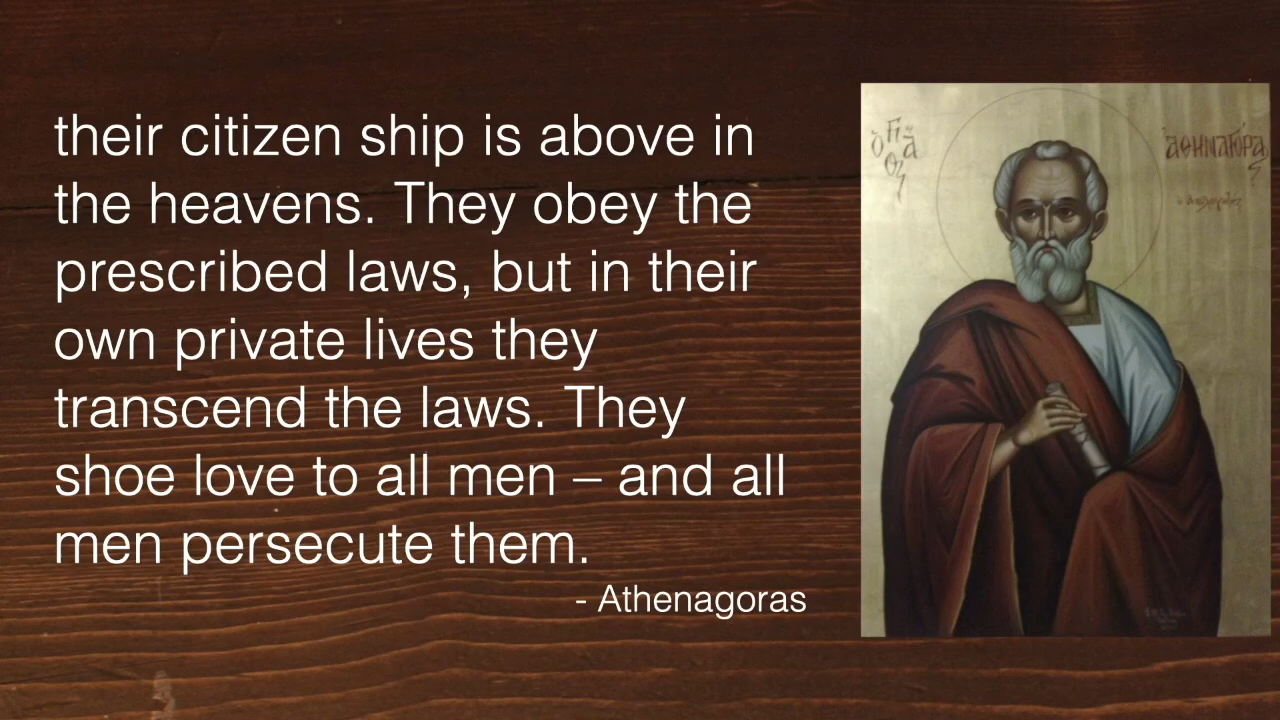 their citizen ship is above in
the heavens. They obey the
prescribed laws, but in their
own private lives they
transcend the laws. They
shoe love to all men – and all
men persecute them.
- Athenagoras
ἈΘΗΝΑΓΌΡΑς